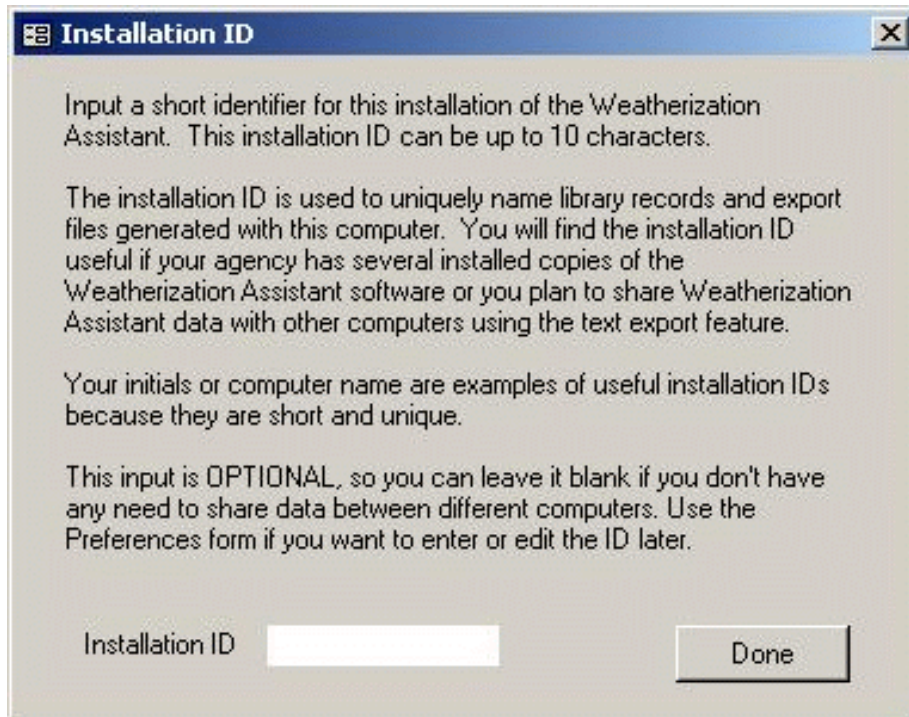 Installation ID
Input a short identifier for this installation of the Weatherization
Assistant.  This installation ID can be up to 10 characters.
The installation ID is used to uniquely name library records and export
files generated with this computer.  You will find the installation ID
useful if your agency has several installed copies of the
Weatherization Assistant software or you plan to share Weatherization
Assistant data with other computers using the text export feature.
Your initials or computer name are examples of useful installation IDs
because they are short and unique.
This input is OPTIONAL, so you can leave it blank if you don't have
any need to share data between different computers. Use the
Preferences form if you want to enter or edit the ID later.
Installation ID
Done